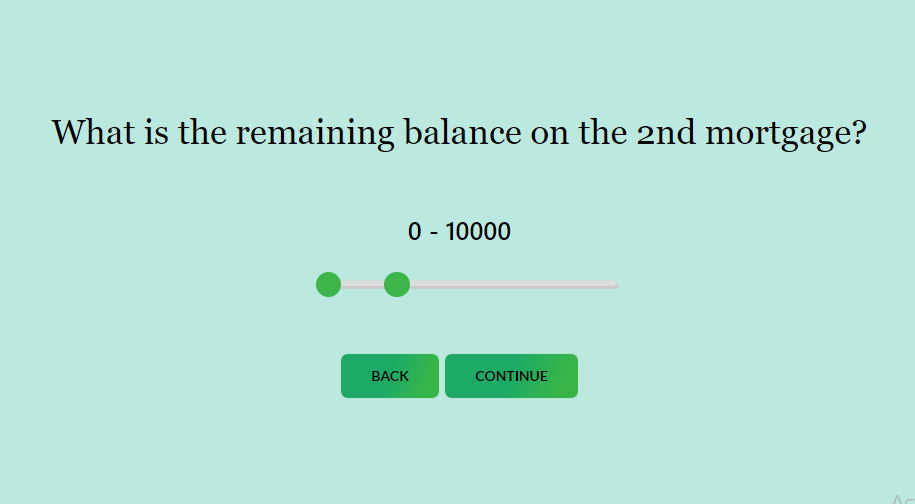 What is the remaining balance on the 2nd mortgage?
0 - 10000
BACK CONTINUE